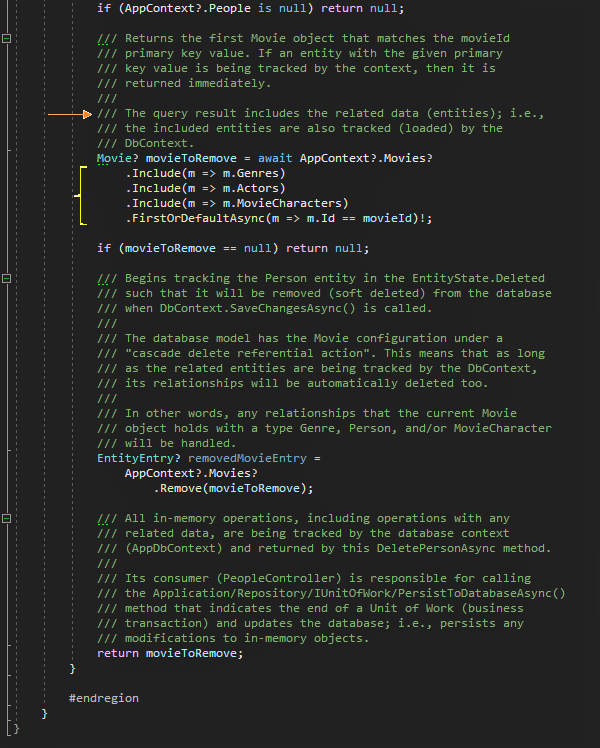 if (AppContext?.People is null) return null;
/// Returns the first Movie object that matches the movieId
/// primary key value. If an entity with the given primary
/// key value is being tracked by the context, then it is
/// returned immediately.
///
/// The query result includes the related data (entities); i.e.,
/// the included entities are also tracked (loaded) by the
/// DbContext.
Movie? movieToRemove = await AppContext?.Movies?
.Include(m => m.Genres)
.Include(m => m.Actors)
.Include(m => m.MovieCharacters)
.FirstOrDefaultAsync(m => m.Id == movieId)!;
if (movieToRemove == null) return null;
/// Begins tracking the Person entity in the EntityState.Deleted
/// such that it will be removed (soft deleted) from the database
/// when DbContext.SaveChangesAsync() is called.
///
/// The database model has the Movie configuration under a
/// "cascade delete referential action". This means that as long
/// as the related entities are being tracked by the DbContext,
/// its relationships will be automatically deleted too.
///
/// In other words, any relationships that the current Movie
/// object holds with a type Genre, Person, and/or MovieCharacter
/// will be handled.
EntityEntry? removedMovieEntry =
AppContext?.Movies?
.Remove(movieToRemove);
/// All in-memory operations, including operations with any
/// related data, are being tracked by the database context
/// (AppDbContext) and returned by this DeletePersonAsync method.
///
/// Its consumer (PeopleController) is responsible for calling
/// the Application/Repository/IUnitOfWork/PersistToDatabaseAsync()
/// method that indicates the end of a Unit of Work (business
/// transaction) and updates the database; i.e., persists any
/// modifications to in-memory objects.
return movieToRemove;
}
#endregion
}
}